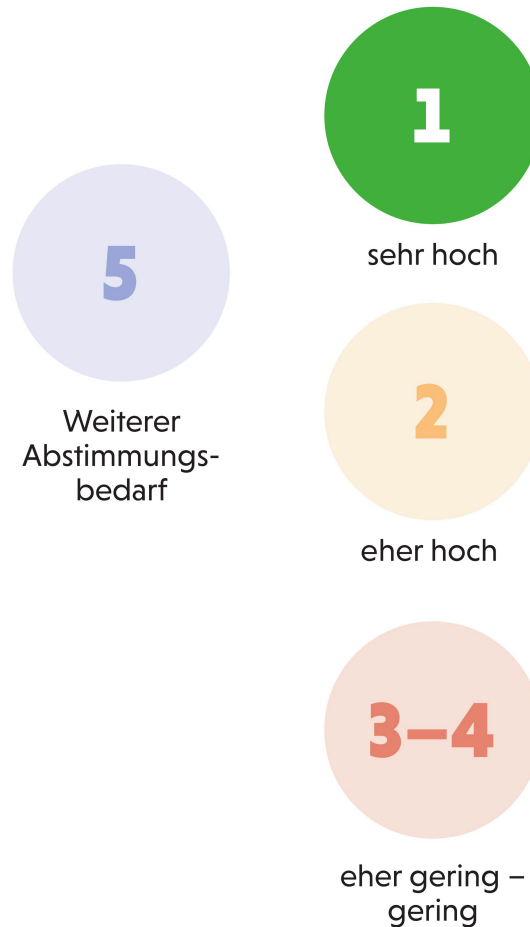 1
sehr hoch
5
Weiterer
Abstimmungs-
bedarf
2
eher hoch
3–4
eher gering –
gering